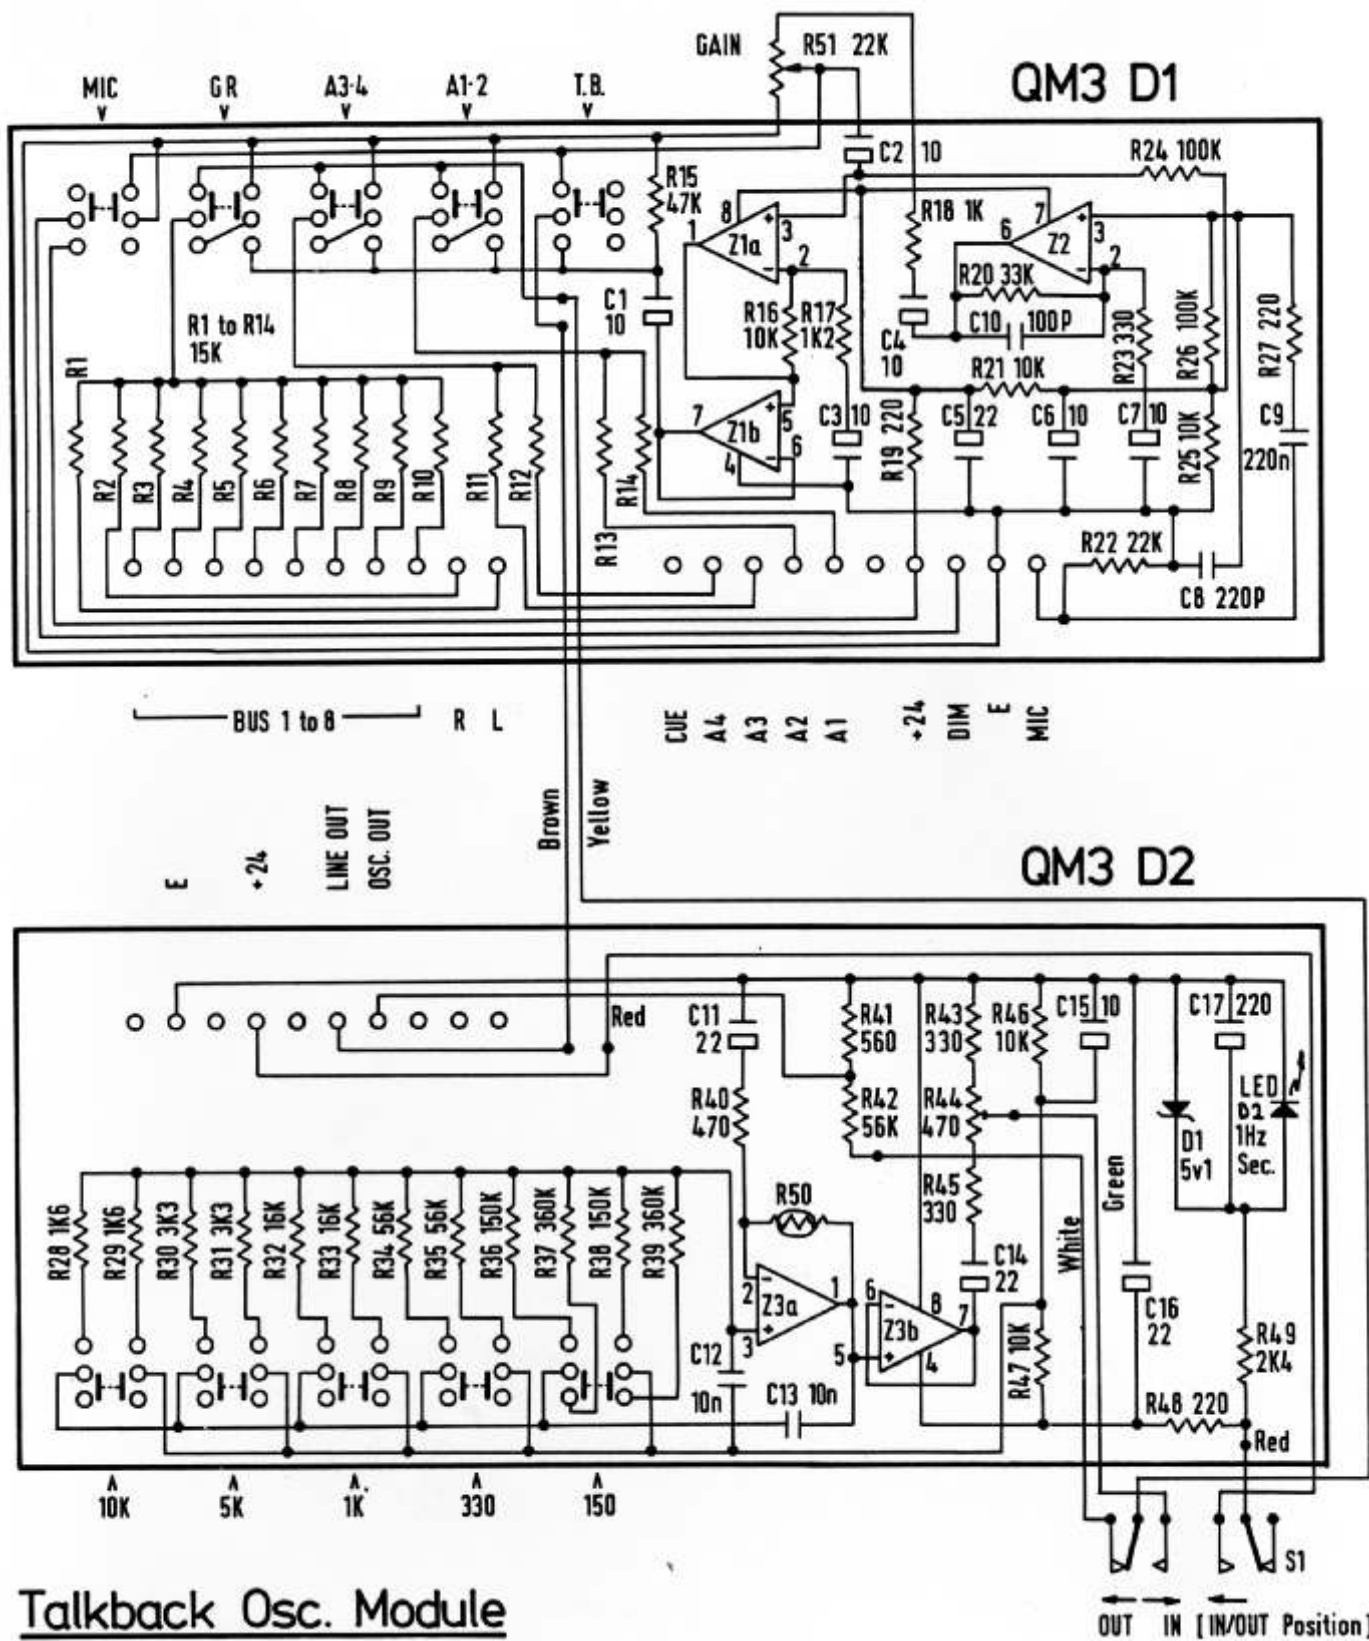 GAIN
R51 22K
QM3 D1
MIC
GR
A3-4
A1-2
T.B.
C2 10
R24 100K
R15
47K
R18 1K
8
1
Z1a
3
2
7
6
Z2
3
2
R20 33K
C10 100P
C1
10
R16
10K
R17
1K2
C4
10
R23 330
R26 100K
R27 220
R1 to R14
15K
R21 10K
R1
R2
R3
R4
R5
R6
R7
R8
R9
R10
R11
R12
R13
R14
7
Z1b
5
6
4
C3 10
R19 220
C5 22
C6 10
C7 10
R25 10K
C9
220n
R22 22K
C8 220P
BUS 1 to 8
R
L
CUE
A4
A3
A2
A1
+24
DIM
E
MIC
Brown
Yellow
E
+24
LINE OUT
OSC. OUT
QM3 D2
Red
C11
22
R41
560
R43
330
R46
10K
C15 10
C17 220
R40
470
R42
56K
R44
470
LED
D2
1Hz
Sec.
D1
5v1
R28 1K6
R29 1K6
R30 3K3
R31 3K3
R32 16K
R33 16K
R34 56K
R35 56K
R36 150K
R37 360K
R38 150K
R39 360K
R50
R45
330
White
Green
C14
22
2
Z3a
1
3
6
Z3b
8
7
5
4
C12
10n
C13 10n
R47 10K
C16
22
R49
2K4
R48 220
Red
10K
5K
1K
330
150
S1
OUT IN [IN/OUT Position]
Talkback Osc. Module